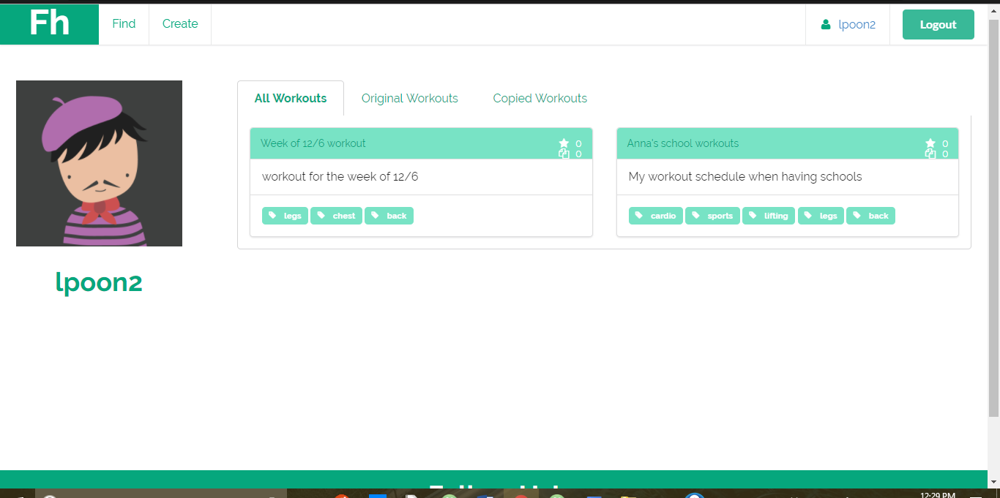 Fh Find Create lpoon2 Logout
All Workouts Original Workouts Copied Workouts
Week of 12/6 workout 0
0
workout for the week of 12/6
legs chest back
Anna's school workouts 0
0
My workout schedule when having schools
cardio sports lifting legs back
lpoon2
12:29 PM